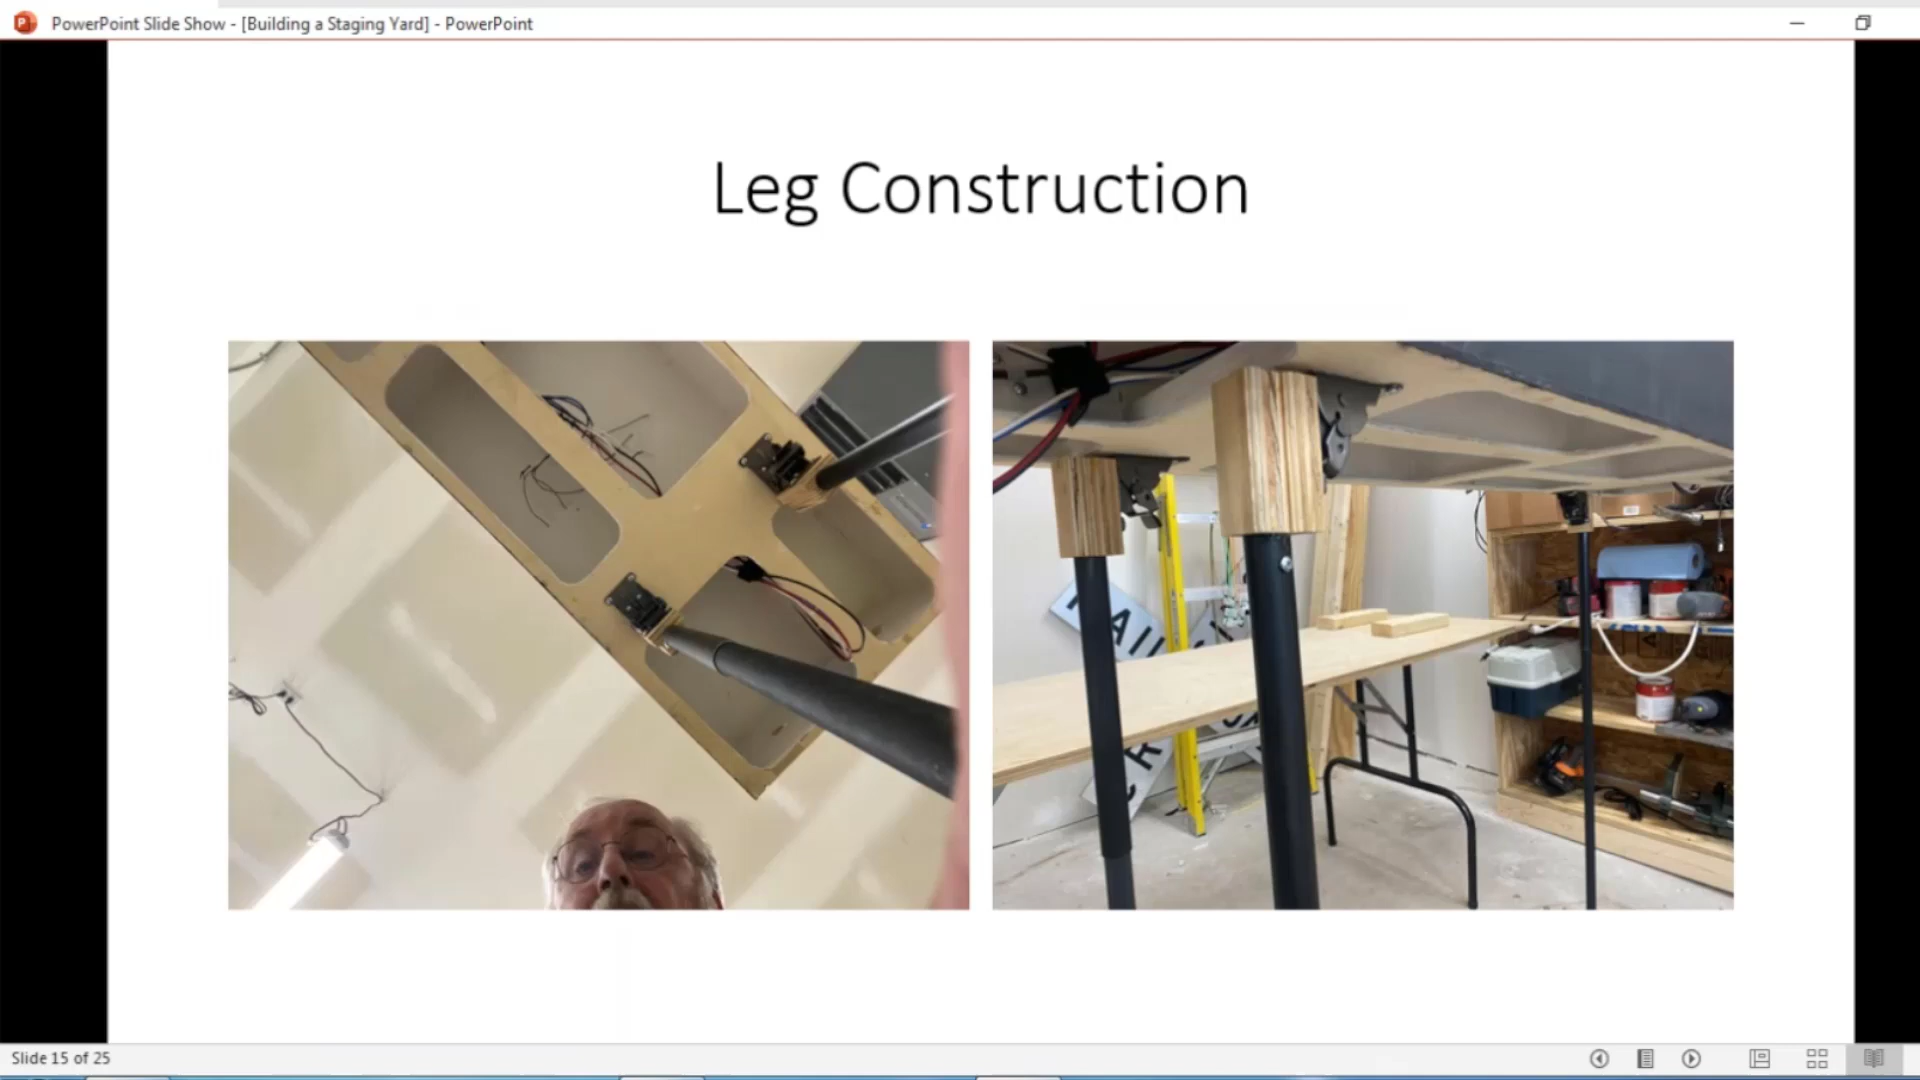 PowerPoint Slide Show - [Building a Staging Yard] - PowerPoint
Leg Construction
Slide 15 of 25